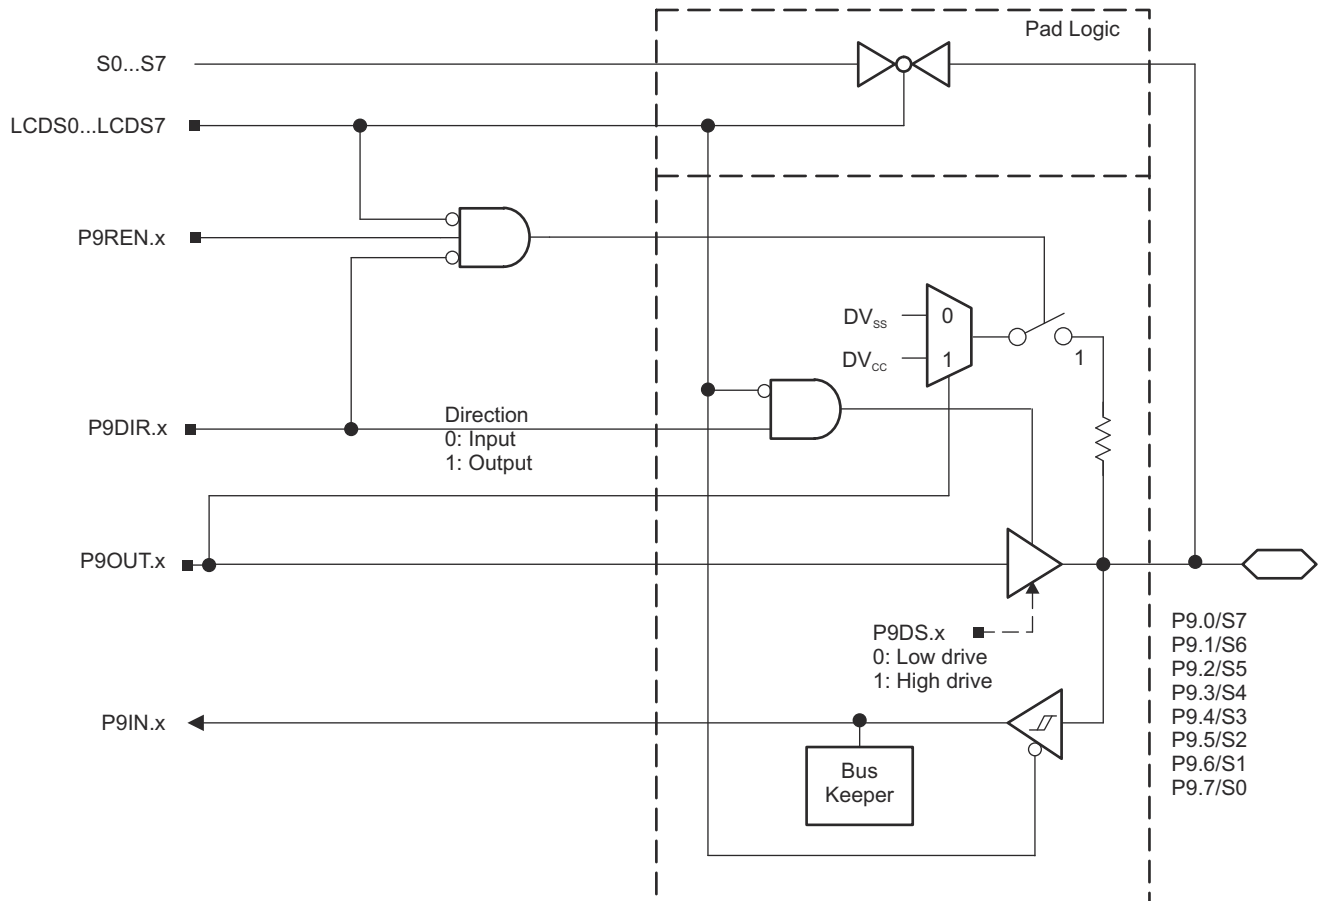 Pad Logic
S0...S7
LCDS0...LCDS7
P9REN.x
DVSS
0
DVCC
1
1
P9DIR.x
Direction
0: Input
1: Output
P9OUT.x
P9DS.x
0: Low drive
1: High drive
P9.0/S7
P9.1/S6
P9.2/S5
P9.3/S4
P9.4/S3
P9.5/S2
P9.6/S1
P9.7/S0
P9IN.x
Bus
Keeper